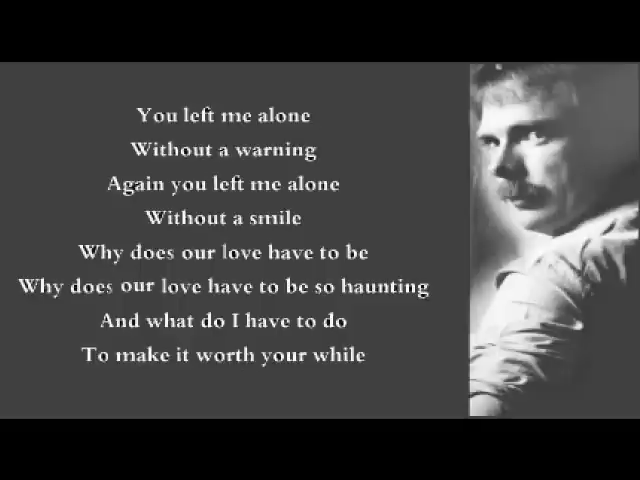 You left me alone
Without a warning
Again you left me alone
Without a smile
Why does our love have to be
Why does our love have to be so haunting
And what do I have to do
To make it worth your while